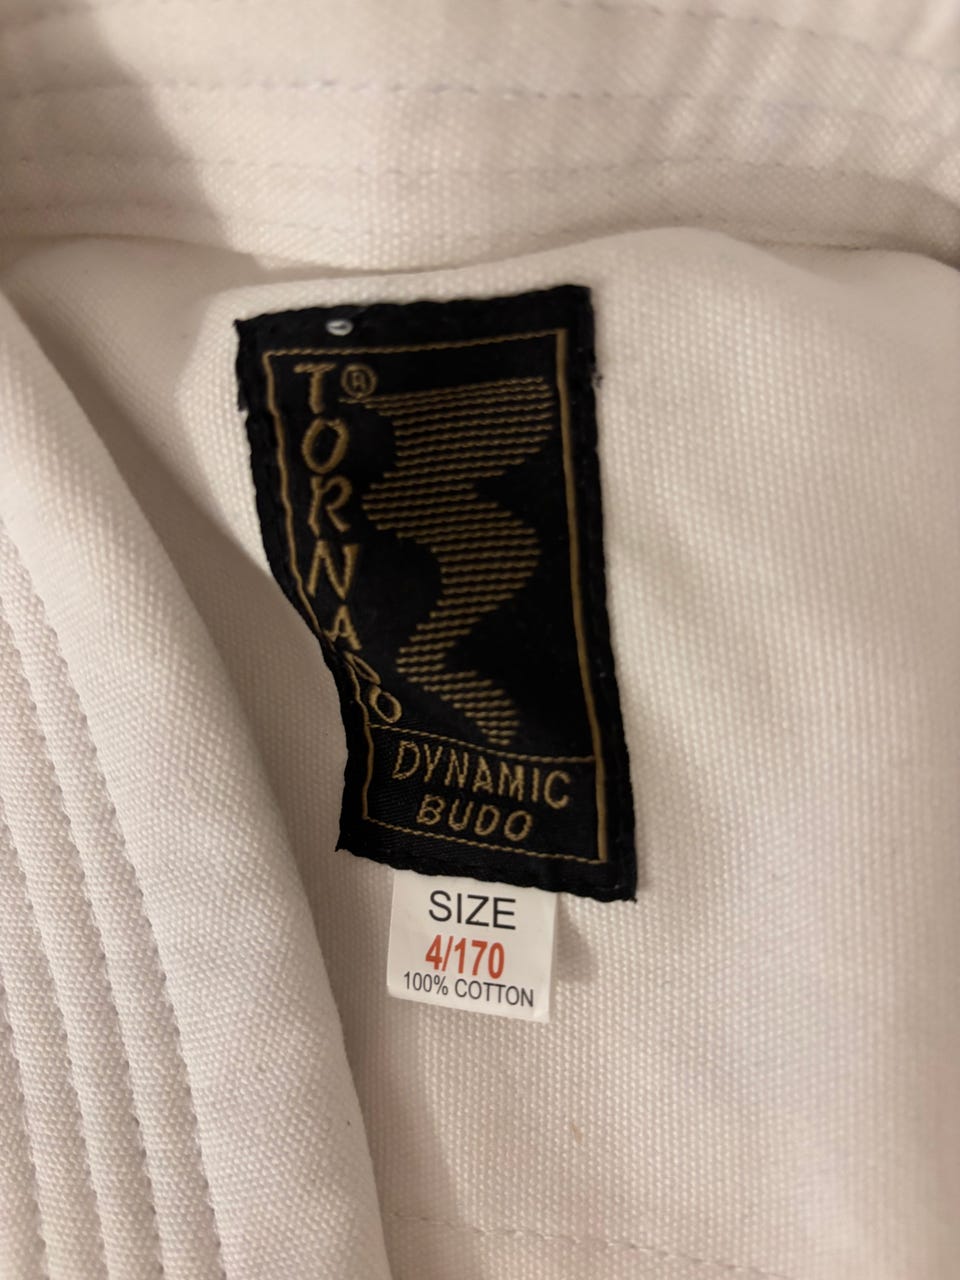 TORNADO®
DYNAMIC
BUDO
SIZE
4/170
100% COTTON